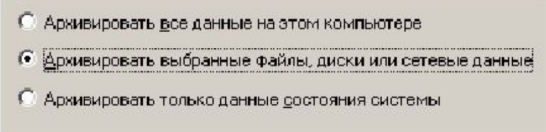 Архивировать все данные на этом компьютере
Архивировать выбранные файлы, диски или сетевые данные
Архивировать только данные состояния системы